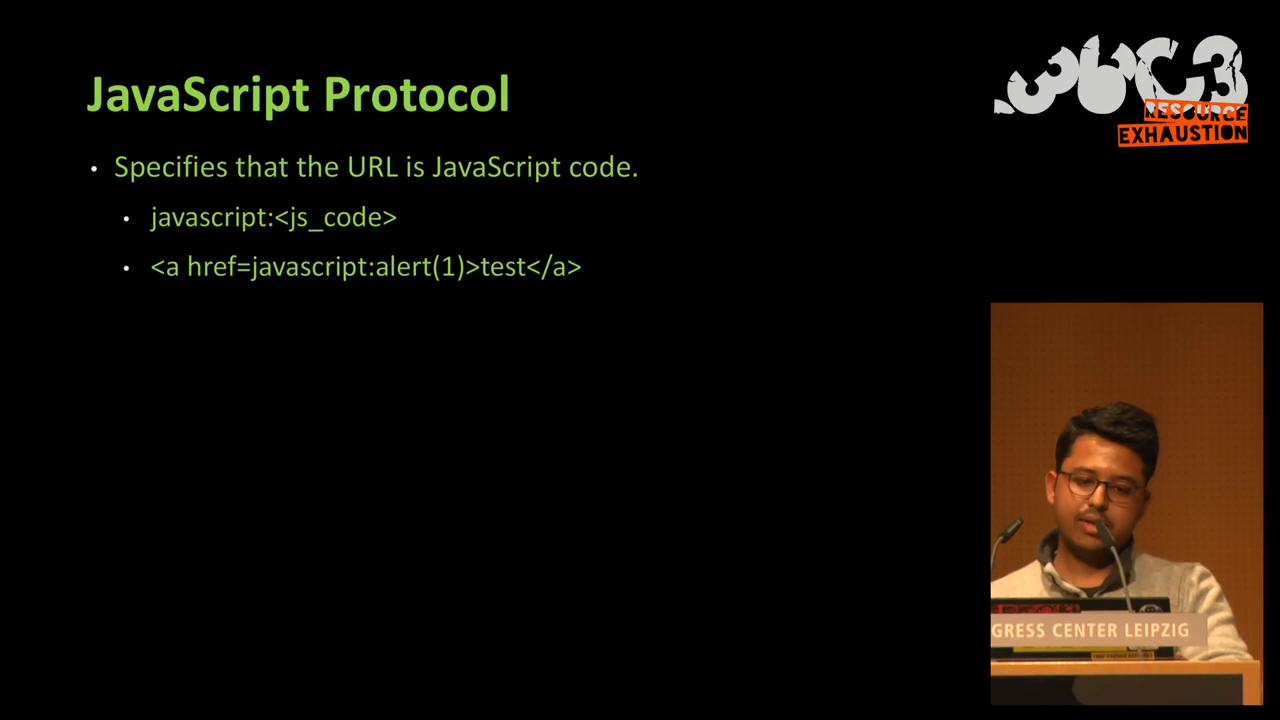 JavaScript Protocol
• Specifies that the URL is JavaScript code.
• javascript:<js_code>
• <a href=javascript:alert(1)>test</a>
36C3
RESOURCE
EXHAUSTION
GRESS CENTER LEIPZIG